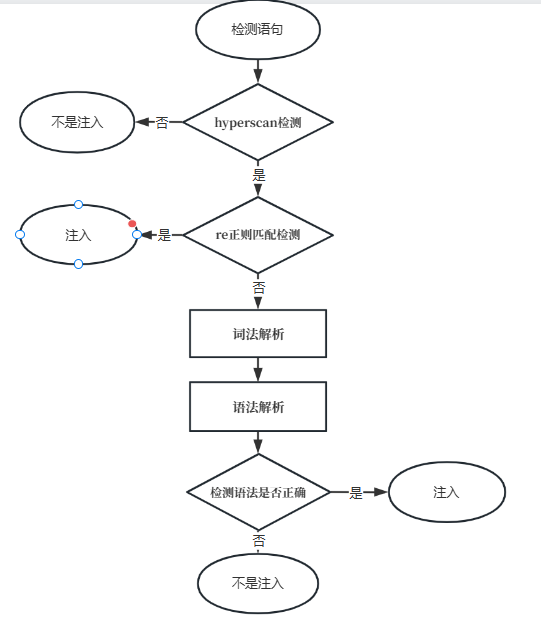 检测语句
hyperscan检测
否
不是注入
是
re正则匹配检测
是
注入
否
词法解析
语法解析
检测语法是否正确
是
注入
否
不是注入